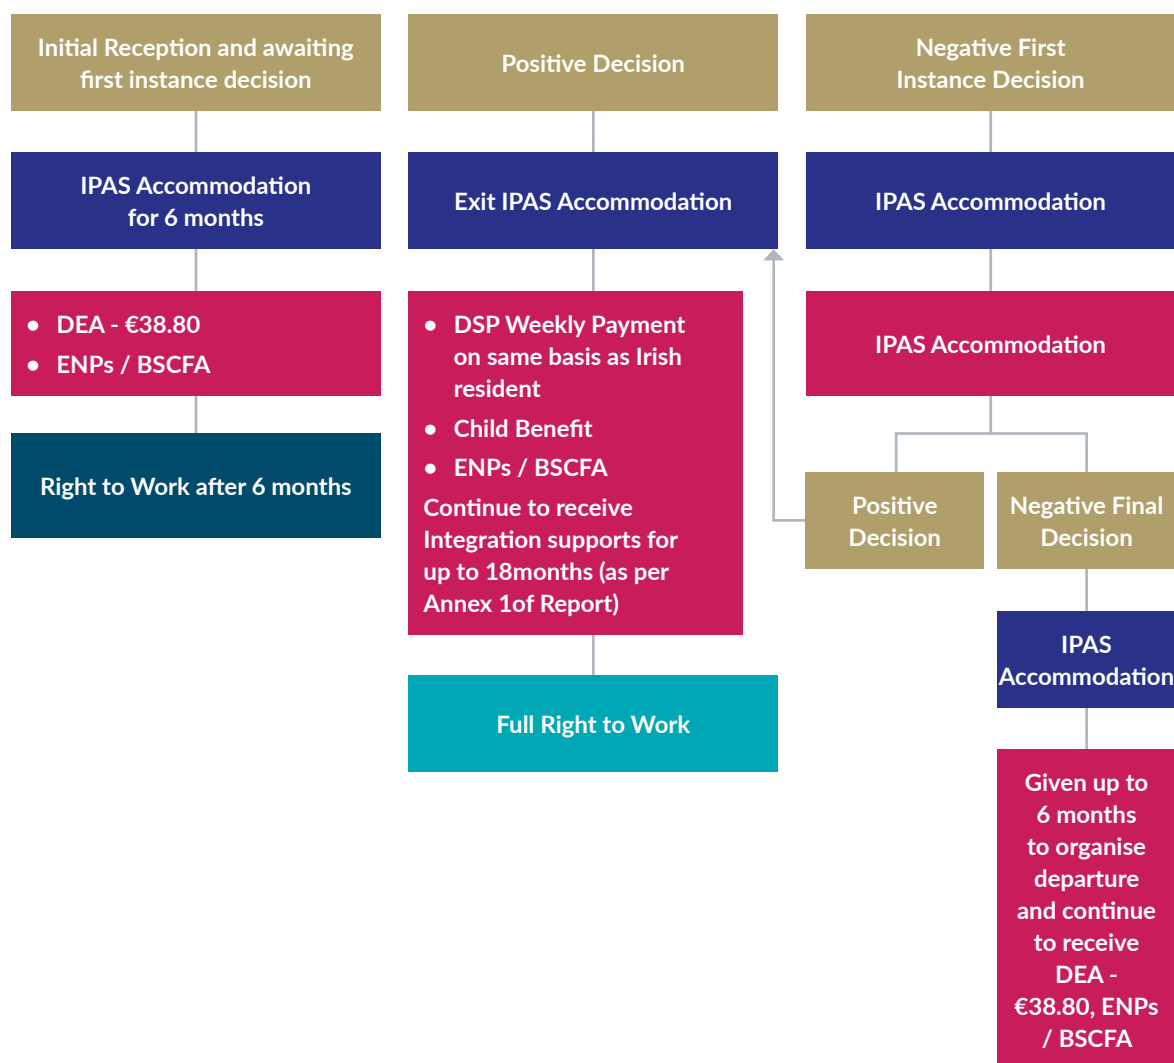 Initial Reception and awaiting
first instance decision
IPAS Accommodation
for 6 months
● DEA - €38.80
● ENPs / BSCFA
Right to Work after 6 months
Positive Decision
Exit IPAS Accommodation
● DSP Weekly Payment
on same basis as Irish
resident
● Child Benefit
● ENPs / BSCFA
Continue to receive
Integration supports for
up to 18months (as per
Annex 1of Report)
Full Right to Work
Negative First
Instance Decision
IPAS Accommodation
IPAS Accommodation
Positive
Decision
Negative Final
Decision
IPAS
Accommodation
Given up to
6 months
to organise
departure
and continue
to receive
DEA -
€38.80, ENPs
/ BSCFA